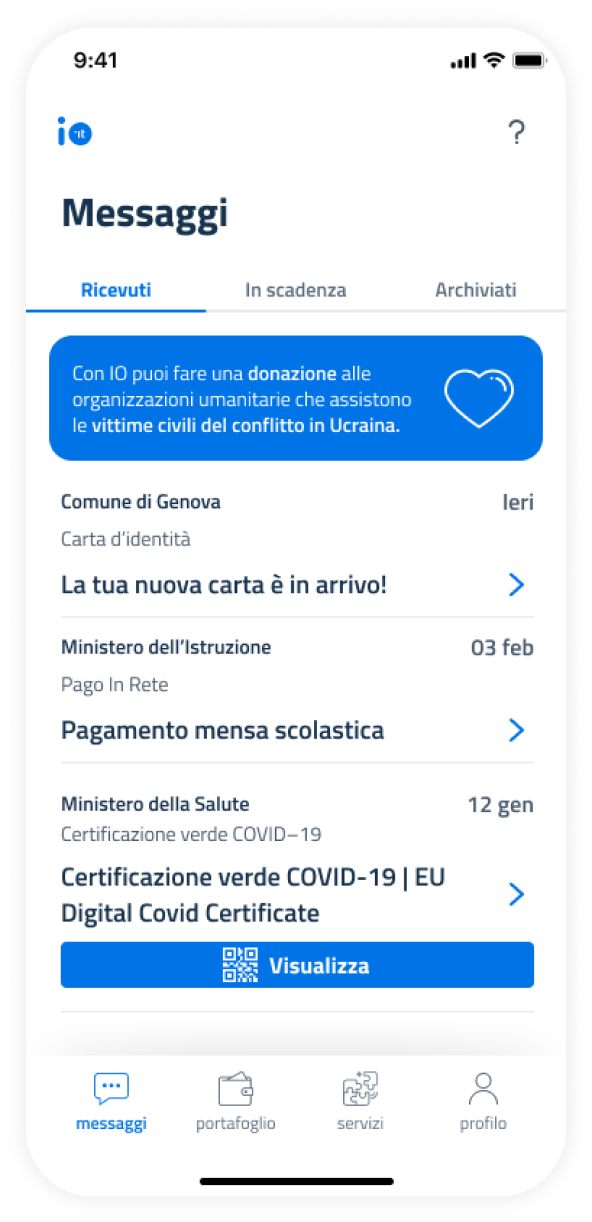 9:41
io it
?
Messaggi
Ricevuti In scadenza Archiviati
Con IO puoi fare una donazione alle
organizzazioni umanitarie che assistono
le vittime civili del conflitto in Ucraina.
Comune di Genova Ieri
Carta d’identità
La tua nuova carta è in arrivo!
Ministero dell’Istruzione 03 feb
Pago In Rete
Pagamento mensa scolastica
Ministero della Salute 12 gen
Certificazione verde COVID–19
Certificazione verde COVID-19 | EU
Digital Covid Certificate
Visualizza
messaggi portafoglio servizi profilo